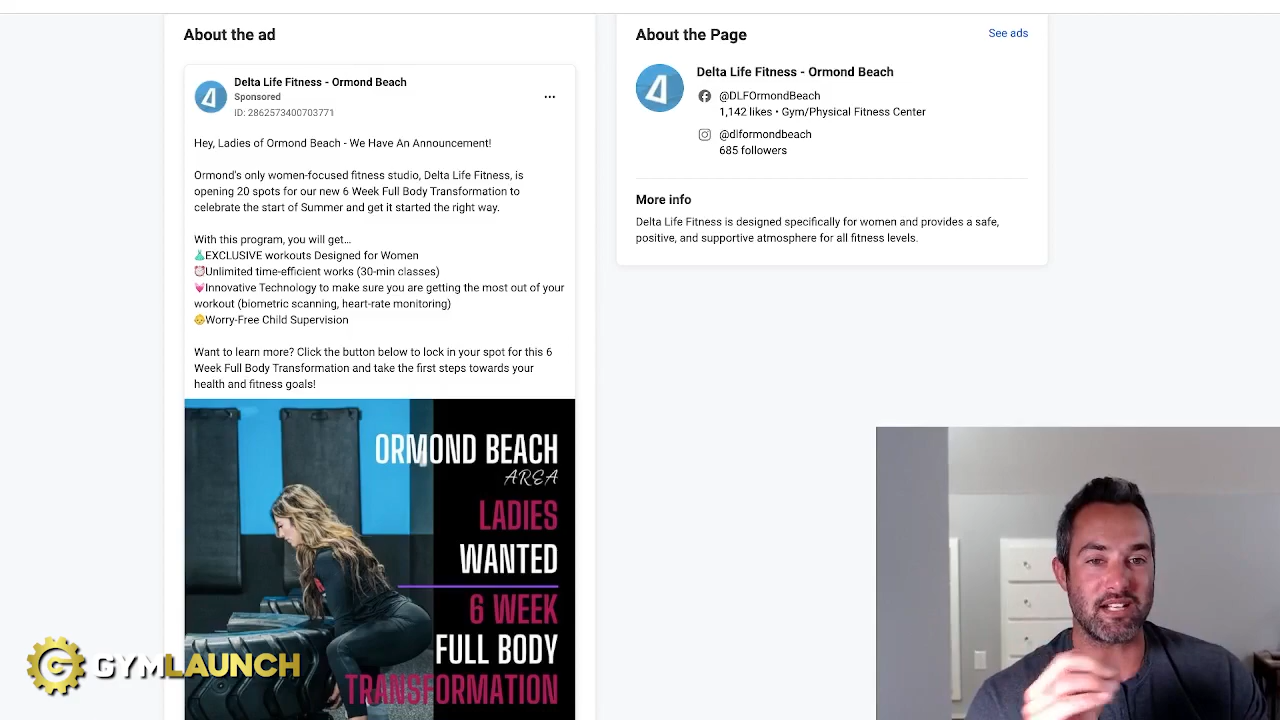 About the ad
Delta Life Fitness - Ormond Beach
Sponsored
ID: 2862573400703771
Hey, Ladies of Ormond Beach - We Have An Announcement!
Ormond's only women-focused fitness studio, Delta Life Fitness, is
opening 20 spots for our new 6 Week Full Body Transformation to
celebrate the start of Summer and get it started the right way.
With this program, you will get...
👗EXCLUSIVE workouts Designed for Women
⏰Unlimited time-efficient works (30-min classes)
💓Innovative Technology to make sure you are getting the most out of your
workout (biometric scanning, heart-rate monitoring)
👶Worry-Free Child Supervision
Want to learn more? Click the button below to lock in your spot for this 6
Week Full Body Transformation and take the first steps towards your
health and fitness goals!
ORMOND BEACH
AREA
LADIES
WANTED
6 WEEK
FULL BODY
TRANSFORMATION
About the Page
See ads
Delta Life Fitness - Ormond Beach
@DLFOrmondBeach
1,142 likes • Gym/Physical Fitness Center
@dlformondbeach
685 followers
More info
Delta Life Fitness is designed specifically for women and provides a safe,
positive, and supportive atmosphere for all fitness levels.
GYMLAUNCH